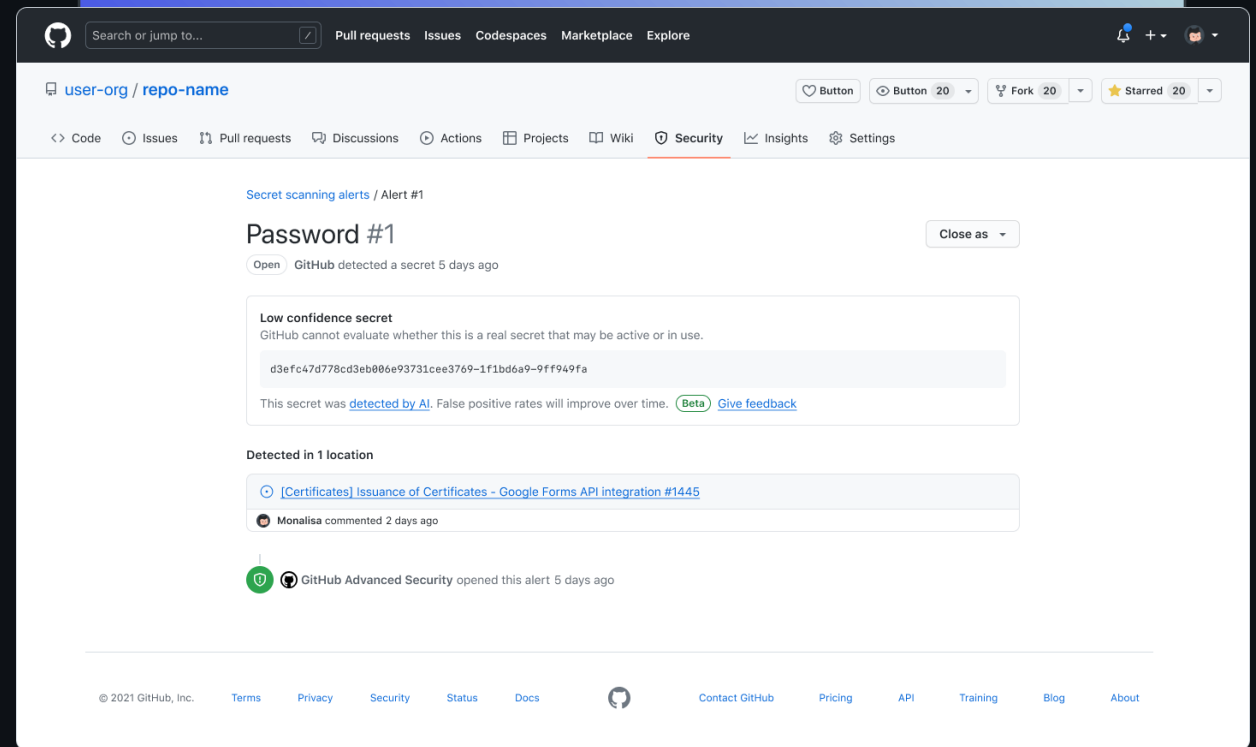 Search or jump to... / Pull requests Issues Codespaces Marketplace Explore
user-org / repo-name Button Button 20 Fork 20 Starred 20
Code Issues Pull requests Discussions Actions Projects Wiki Security Insights Settings
Secret scanning alerts / Alert #1
Password #1 Close as
Open GitHub detected a secret 5 days ago
Low confidence secret
GitHub cannot evaluate whether this is a real secret that may be active or in use.
d3efc47d778cd3eb006e93731cee3769-1f1bd6a9-9ff949fa
This secret was detected by AI. False positive rates will improve over time. Beta Give feedback
Detected in 1 location
[Certificates] Issuance of Certificates - Google Forms API integration #1445
Monalisa commented 2 days ago
GitHub Advanced Security opened this alert 5 days ago
© 2021 GitHub, Inc. Terms Privacy Security Status Docs Contact GitHub Pricing API Training Blog About